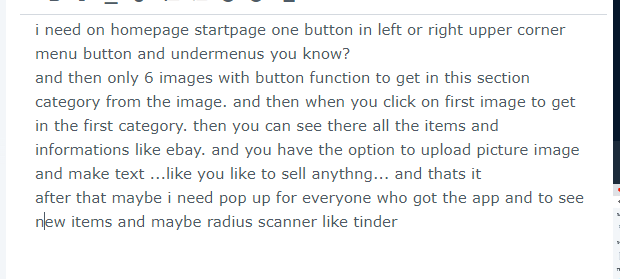 i need on homepage startpage one button in left or right upper corner
menu button and undermenus you know?
and then only 6 images with button function to get in this section
category from the image. and then when you click on first image to get
in the first category. then you can see there all the items and
informations like ebay. and you have the option to upload picture image
and make text ...like you like to sell anythng... and thats it
after that maybe i need pop up for everyone who got the app and to see
new items and maybe radius scanner like tinder